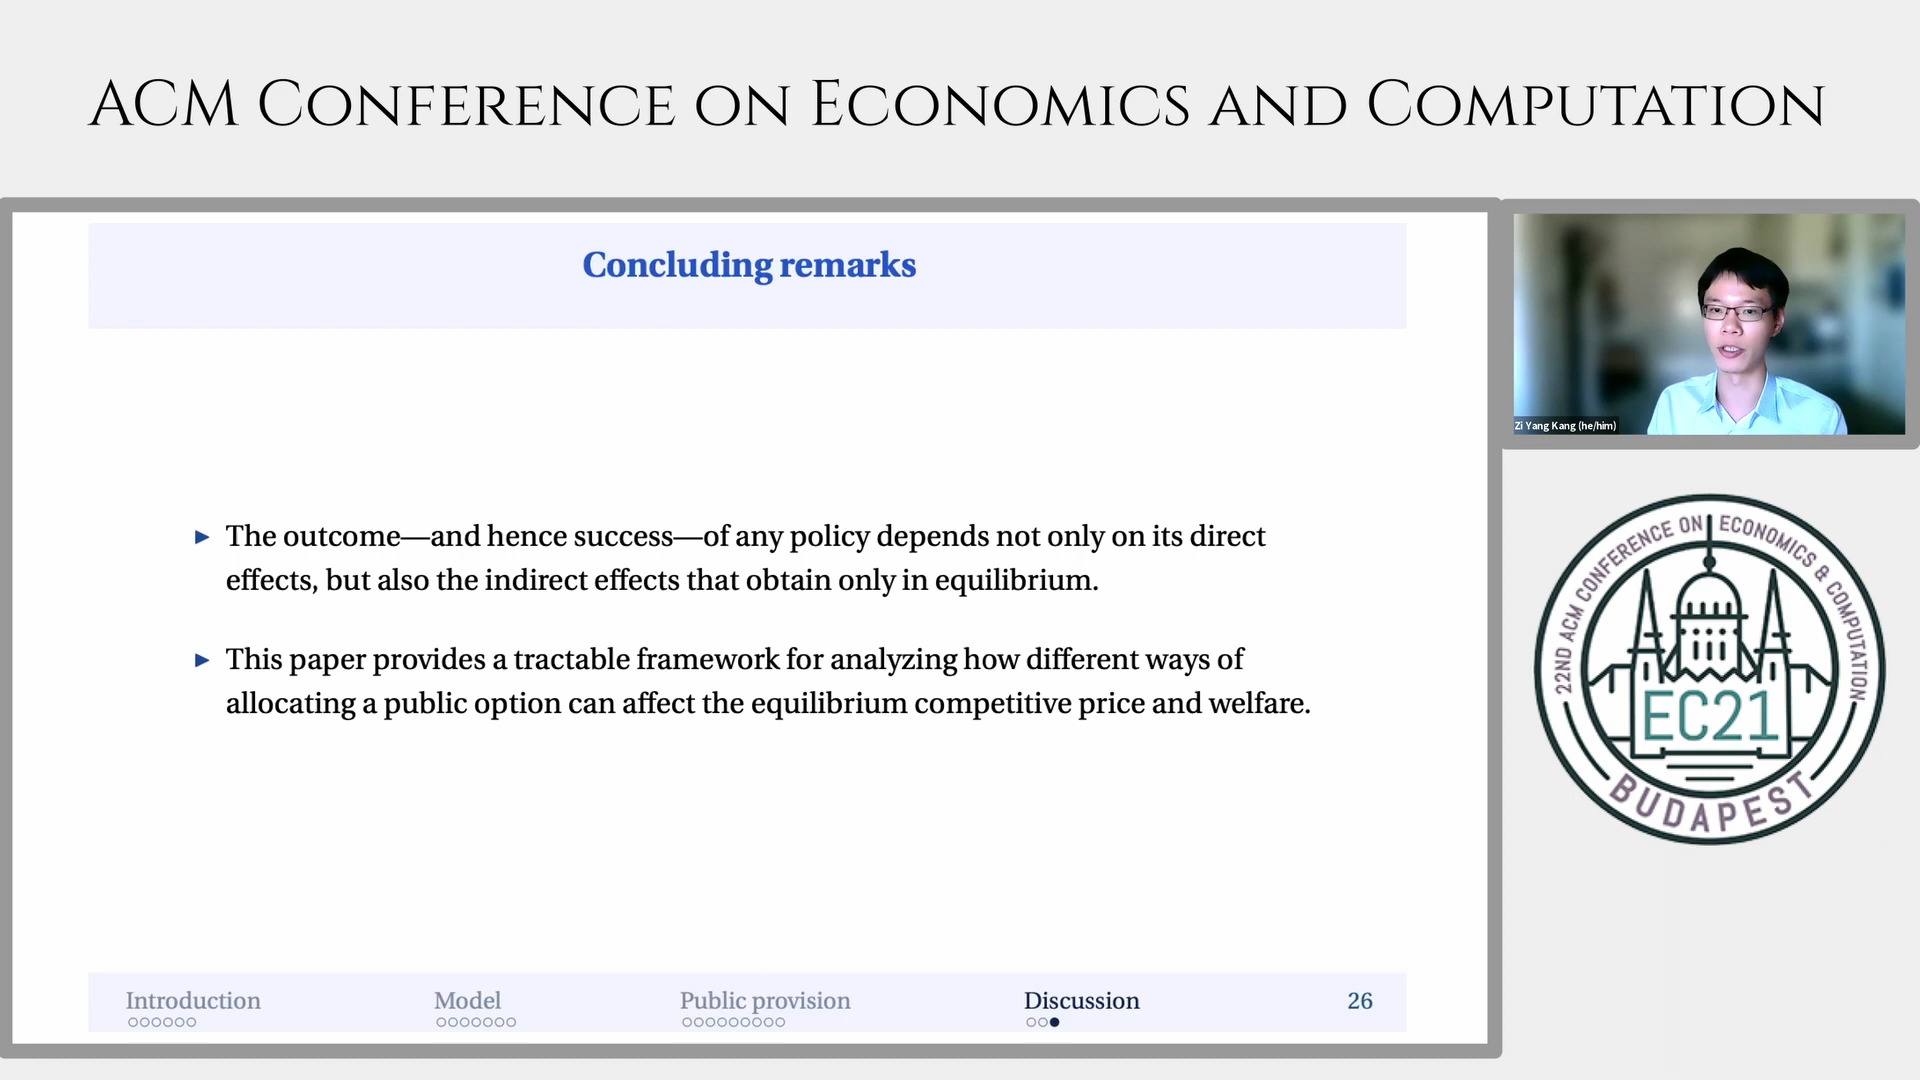 ACM Conference on Economics and Computation
Concluding remarks
▶ The outcome—and hence success—of any policy depends not only on its direct
effects, but also the indirect effects that obtain only in equilibrium.
▶ This paper provides a tractable framework for analyzing how different ways of
allocating a public option can affect the equilibrium competitive price and welfare.
Introduction Model Public provision Discussion 26
Zi Yang Kang (he/him)
22ND ACM CONFERENCE ON ECONOMICS & COMPUTATION
EC21
BUDAPEST